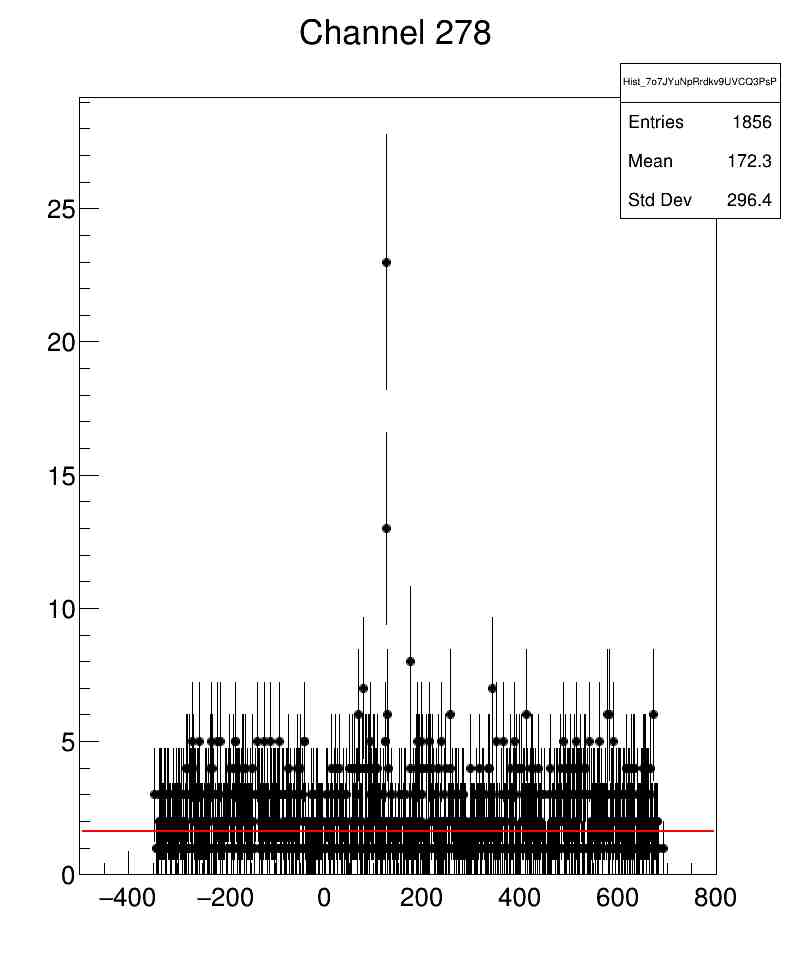 Channel 278
Hist_7o7JYuNpRrdkv9UVCQ3PsP
Entries 1856
Mean 172.3
Std Dev 296.4
25
20
15
10
5
0
−400 −200 0 200 400 600 800